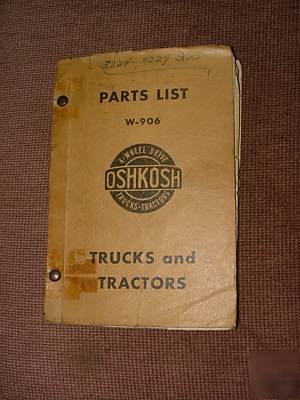 PARTS LIST
W-906
4-WHEEL DRIVE
OSHKOSH
TRUCKS-TRACTORS
TRUCKS and
TRACTORS